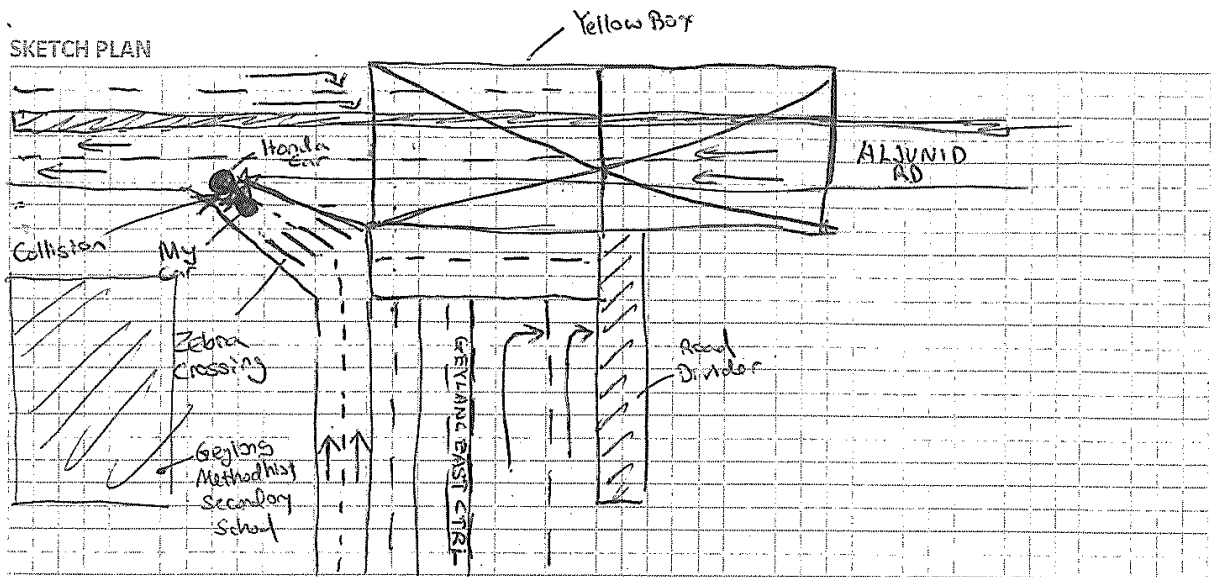 Yellow Box
SKETCH PLAN
Honda
Car
ALJUNID
RD
Collision
My
Car
Zebra
Crossing
GEYLANG EAST CTRL
Road
Divider
Geylang
Methodhist
Secondary
School